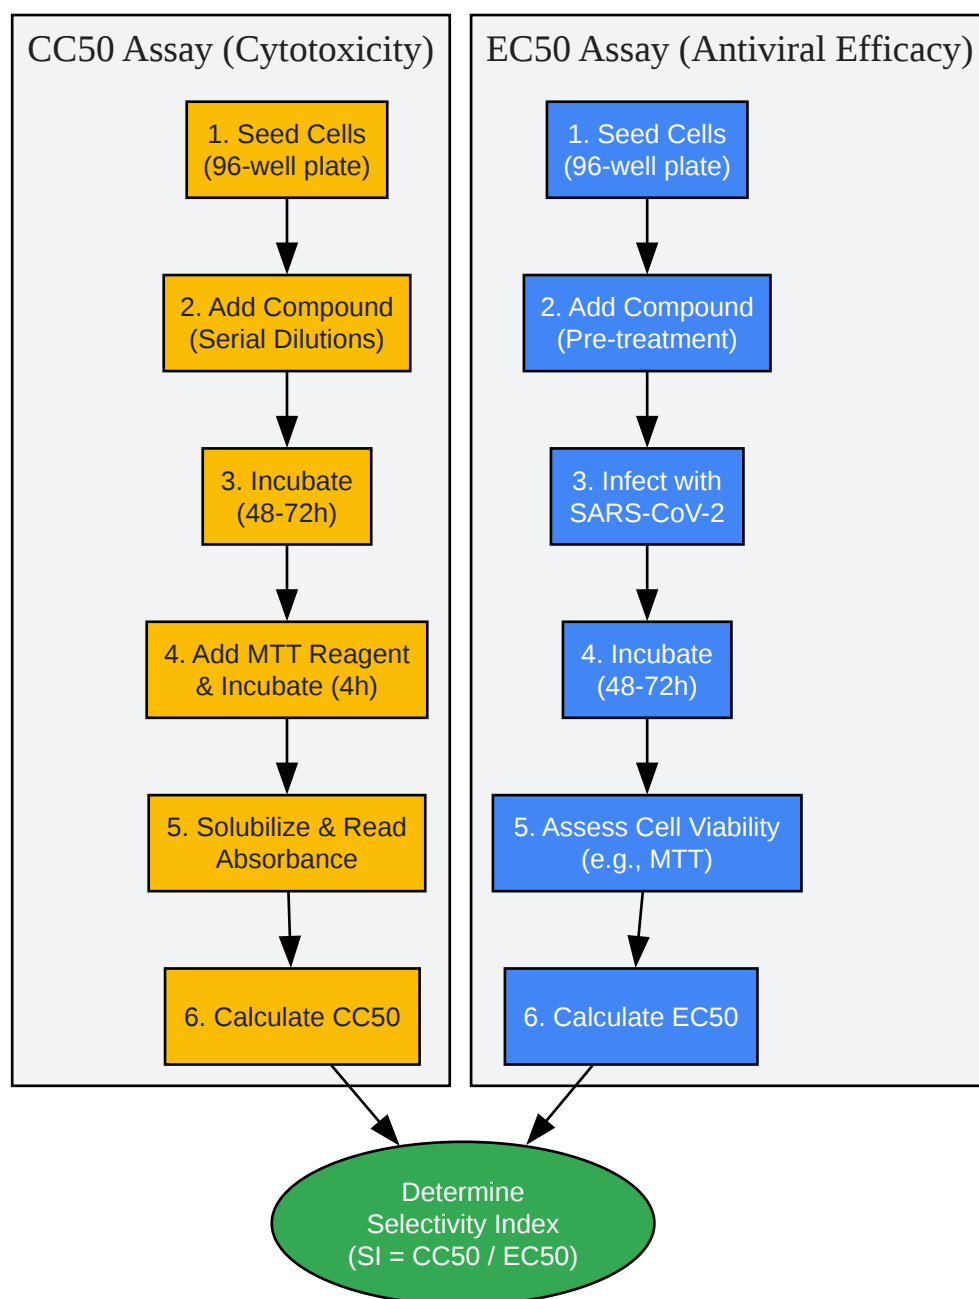 CC50 Assay (Cytotoxicity)
1. Seed Cells
(96-well plate)
2. Add Compound
(Serial Dilutions)
3. Incubate
(48-72h)
4. Add MTT Reagent
& Incubate (4h)
5. Solubilize & Read
Absorbance
6. Calculate CC50
EC50 Assay (Antiviral Efficacy)
1. Seed Cells
(96-well plate)
2. Add Compound
(Pre-treatment)
3. Infect with
SARS-CoV-2
4. Incubate
(48-72h)
5. Assess Cell Viability
(e.g., MTT)
6. Calculate EC50
Determine
Selectivity Index
(SI = CC50 / EC50)